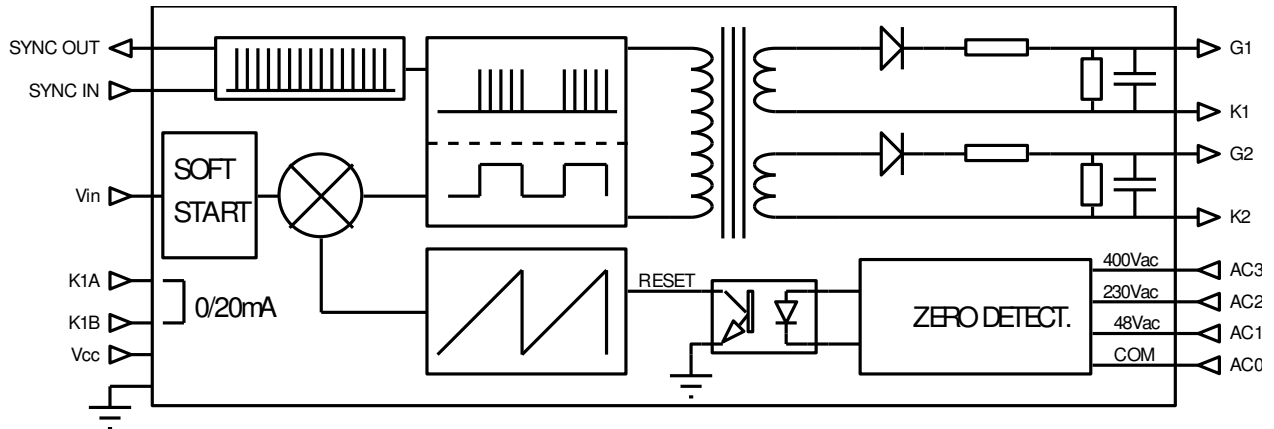 SYNC OUT
SYNC IN
Vin
K1A
K1B
Vcc
SOFT
START
0/20mA
RESET
ZERO DETECT.
400Vac
230Vac
48Vac
COM
G1
K1
G2
K2
AC3
AC2
AC1
AC0